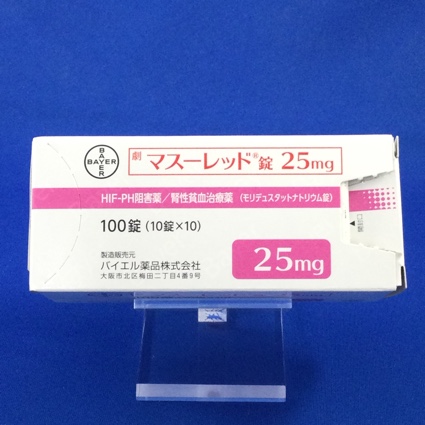 BAYER
BAYER
劇 マスーレッド®錠 25mg
HIF-PH阻害薬/腎性貧血治療薬 (モリデュスタットナトリウム錠)
100錠 (10錠×10)
製造販売元
バイエル薬品株式会社
大阪市北区梅田二丁目4番9号
25mg